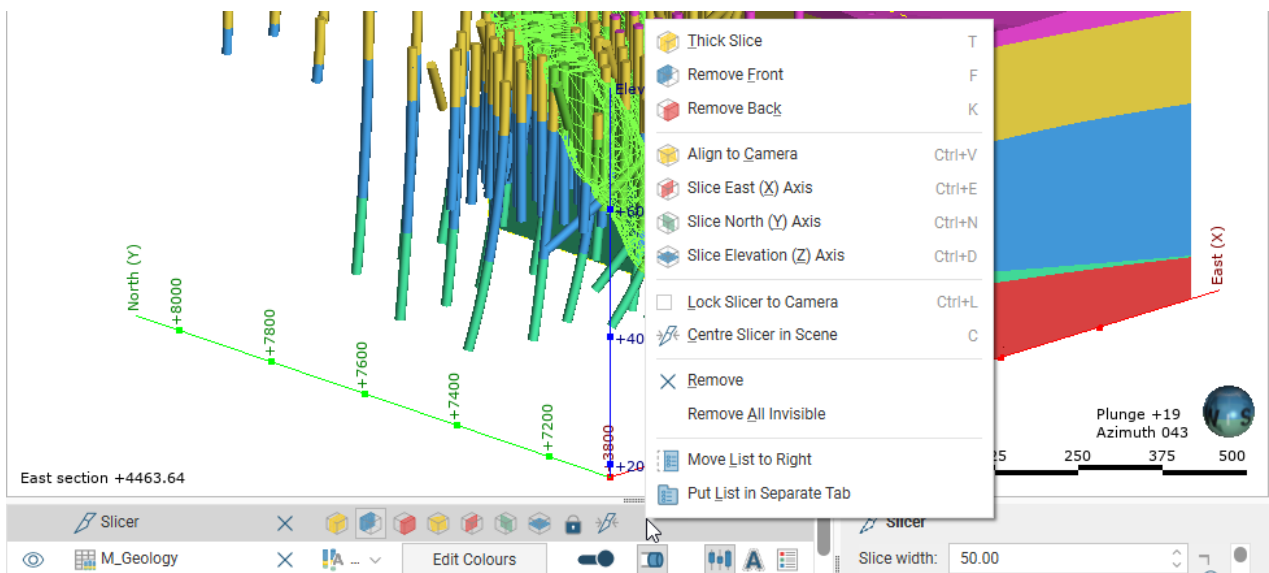 Thick Slice T
Remove Front F
Remove Back K
Align to Camera Ctrl+V
Slice East (X) Axis Ctrl+E
Slice North (Y) Axis Ctrl+N
Slice Elevation (Z) Axis Ctrl+D
Lock Slicer to Camera Ctrl+L
Centre Slicer in Scene C
Remove
Remove All Invisible
Move List to Right
Put List in Separate Tab
Elev
+60
+40
+20
North (Y)
+8000
+7800
+7600
+7400
+7200
3800
East (X)
Plunge +19
Azimuth 043
W S
25 250 375 500
East section +4463.64
Slicer
M_Geology A ... Edit Colours A
Slicer
Slice width: 50.00